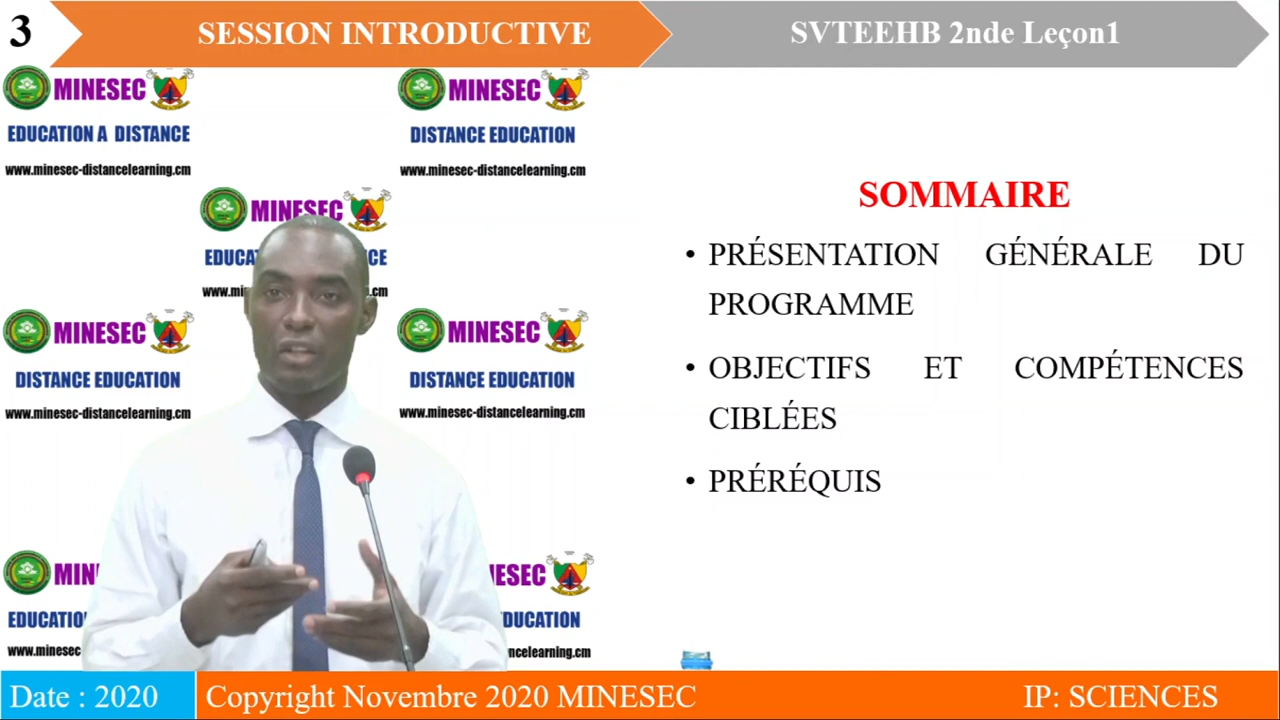 3
SESSION INTRODUCTIVE
SVTEEHB 2nde Leçon1
MINESEC
EDUCATION A DISTANCE
www.minesec-distancelearning.cm
MINESEC
DISTANCE EDUCATION
www.minesec-distancelearning.cm
MINESEC
MINESEC
DISTANCE EDUCATION
www.minesec-distancelearning.cm
MINESEC
DISTANCE EDUCATION
www.minesec-distancelearning.cm
SOMMAIRE
• PRÉSENTATION GÉNÉRALE DU
PROGRAMME
• OBJECTIFS ET COMPÉTENCES
CIBLÉES
• PRÉRÉQUIS
Date : 2020
Copyright Novembre 2020 MINESEC
IP: SCIENCES